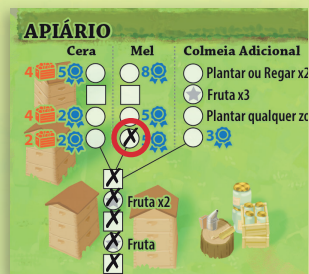 APIÁRIO
Cera Mel Colmeia Adicional
4 5 8 Plantar ou Regar x2
Fruta x3
4 2 5 Plantar qualquer zo
2 2 3
Fruta x2
Fruta